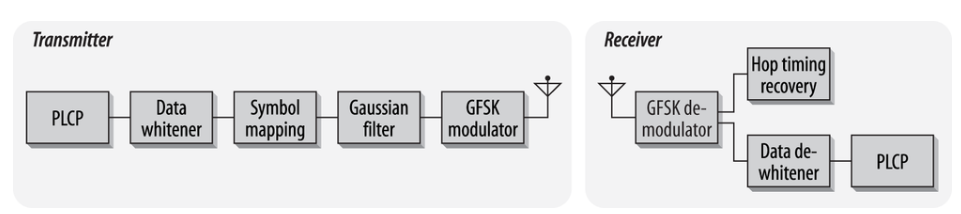 Transmitter
PLCP
Data
whitener
Symbol
mapping
Gaussian
filter
GFSK
modulator
Receiver
GFSK de-
modulator
Hop timing
recovery
Data de-
whitener
PLCP